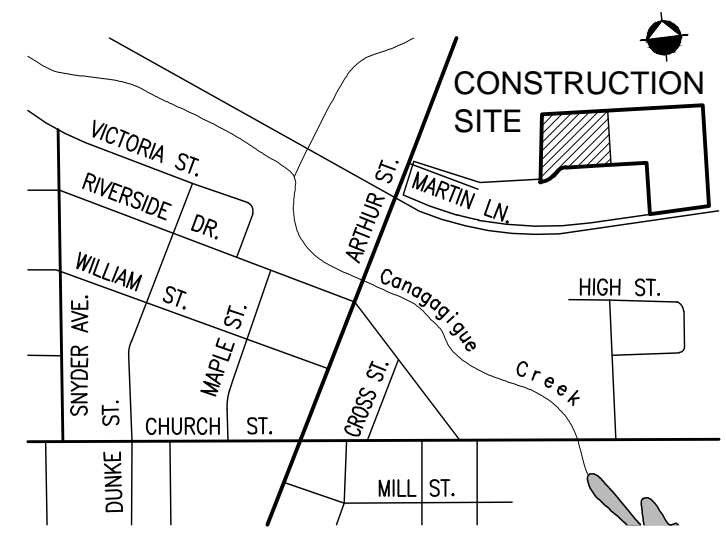 CONSTRUCTION
SITE
VICTORIA ST.
RIVERSIDE DR.
ARTHUR ST.
MARTIN LN.
WILLIAM ST.
Canagagigue Creek
HIGH ST.
SNYDER AVE.
MAPLE ST.
CROSS ST.
CHURCH ST.
DUNKE ST.
MILL ST.